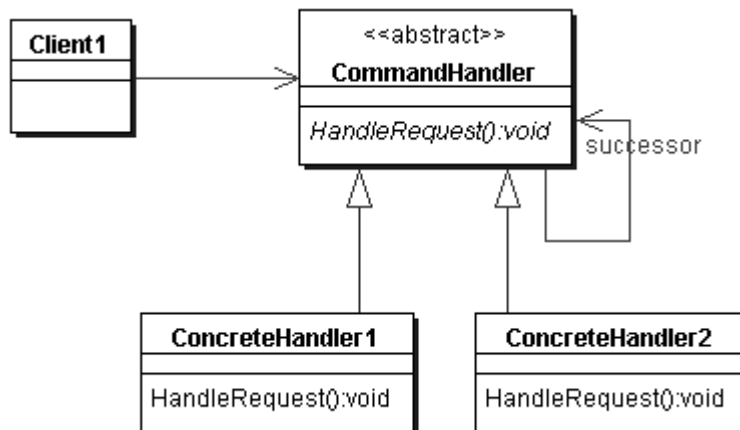 Client1
<<abstract>>
CommandHandler
HandleRequest():void
successor
ConcreteHandler1
HandleRequest():void
ConcreteHandler2
HandleRequest():void